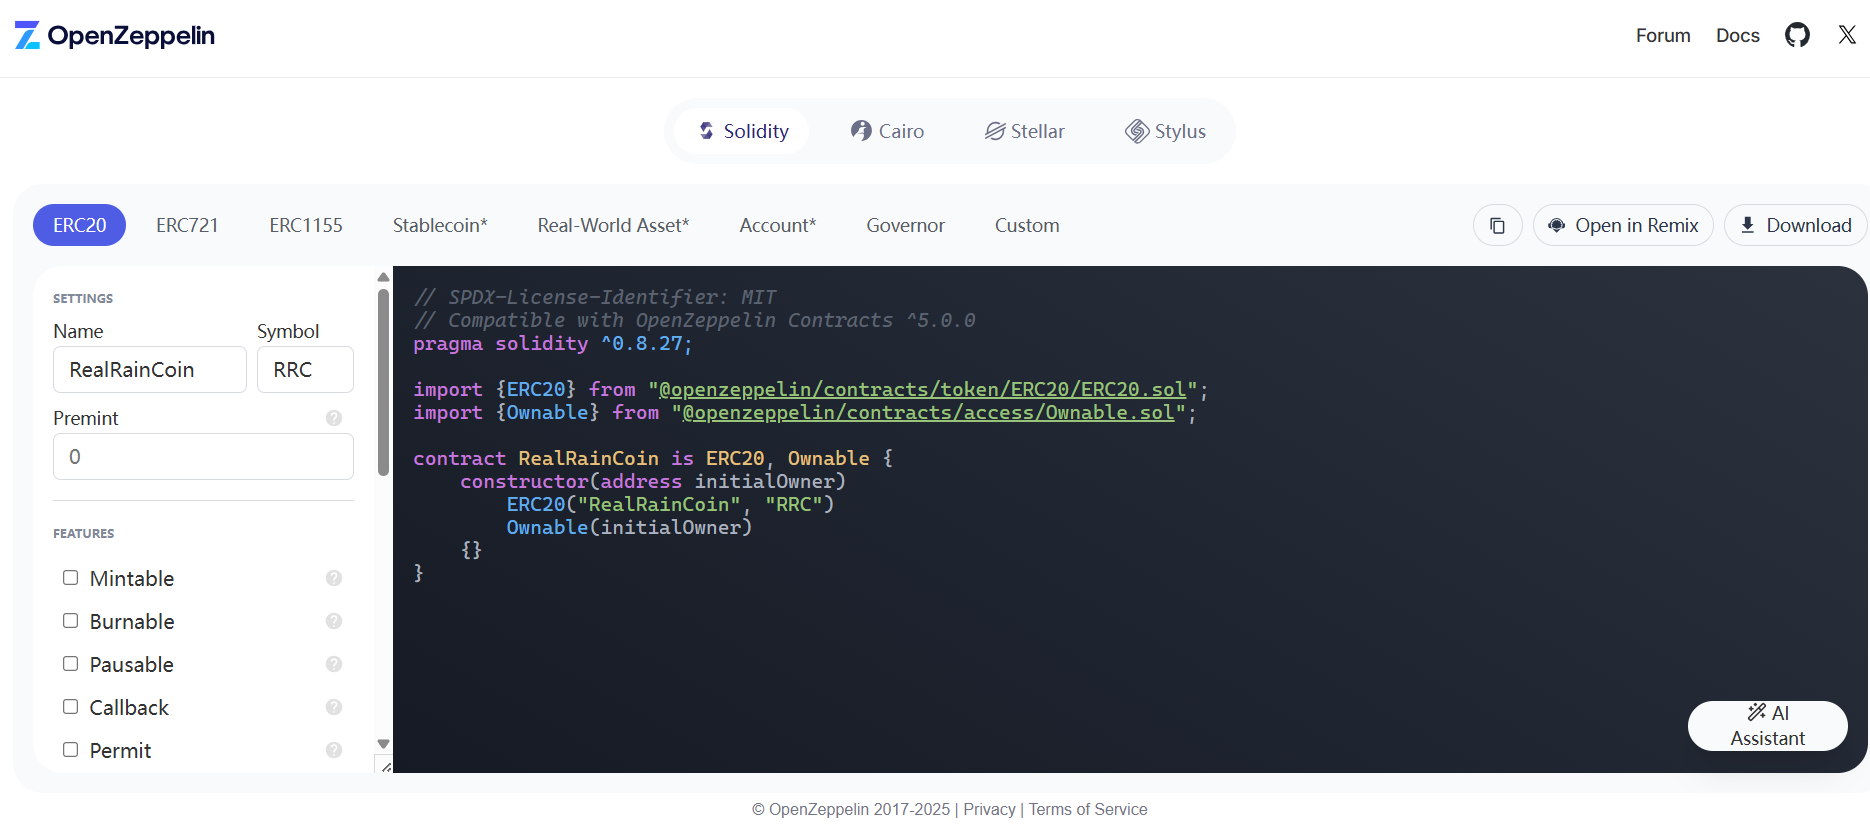 OpenZeppelin
Forum Docs
Solidity Cairo Stellar Stylus
ERC20 ERC721 ERC1155 Stablecoin* Real-World Asset* Account* Governor Custom
Open in Remix Download
SETTINGS
Name Symbol
RealRainCoin RRC
Premint ?
0
FEATURES
Mintable ?
Burnable ?
Pausable ?
Callback ?
Permit ?
// SPDX-License-Identifier: MIT
// Compatible with OpenZeppelin Contracts ^5.0.0
pragma solidity ^0.8.27;
import {ERC20} from "@openzeppelin/contracts/token/ERC20/ERC20.sol";
import {Ownable} from "@openzeppelin/contracts/access/Ownable.sol";
contract RealRainCoin is ERC20, Ownable {
    constructor(address initialOwner)
        ERC20("RealRainCoin", "RRC")
        Ownable(initialOwner)
    {}
}
AI
Assistant
© OpenZeppelin 2017-2025 | Privacy | Terms of Service